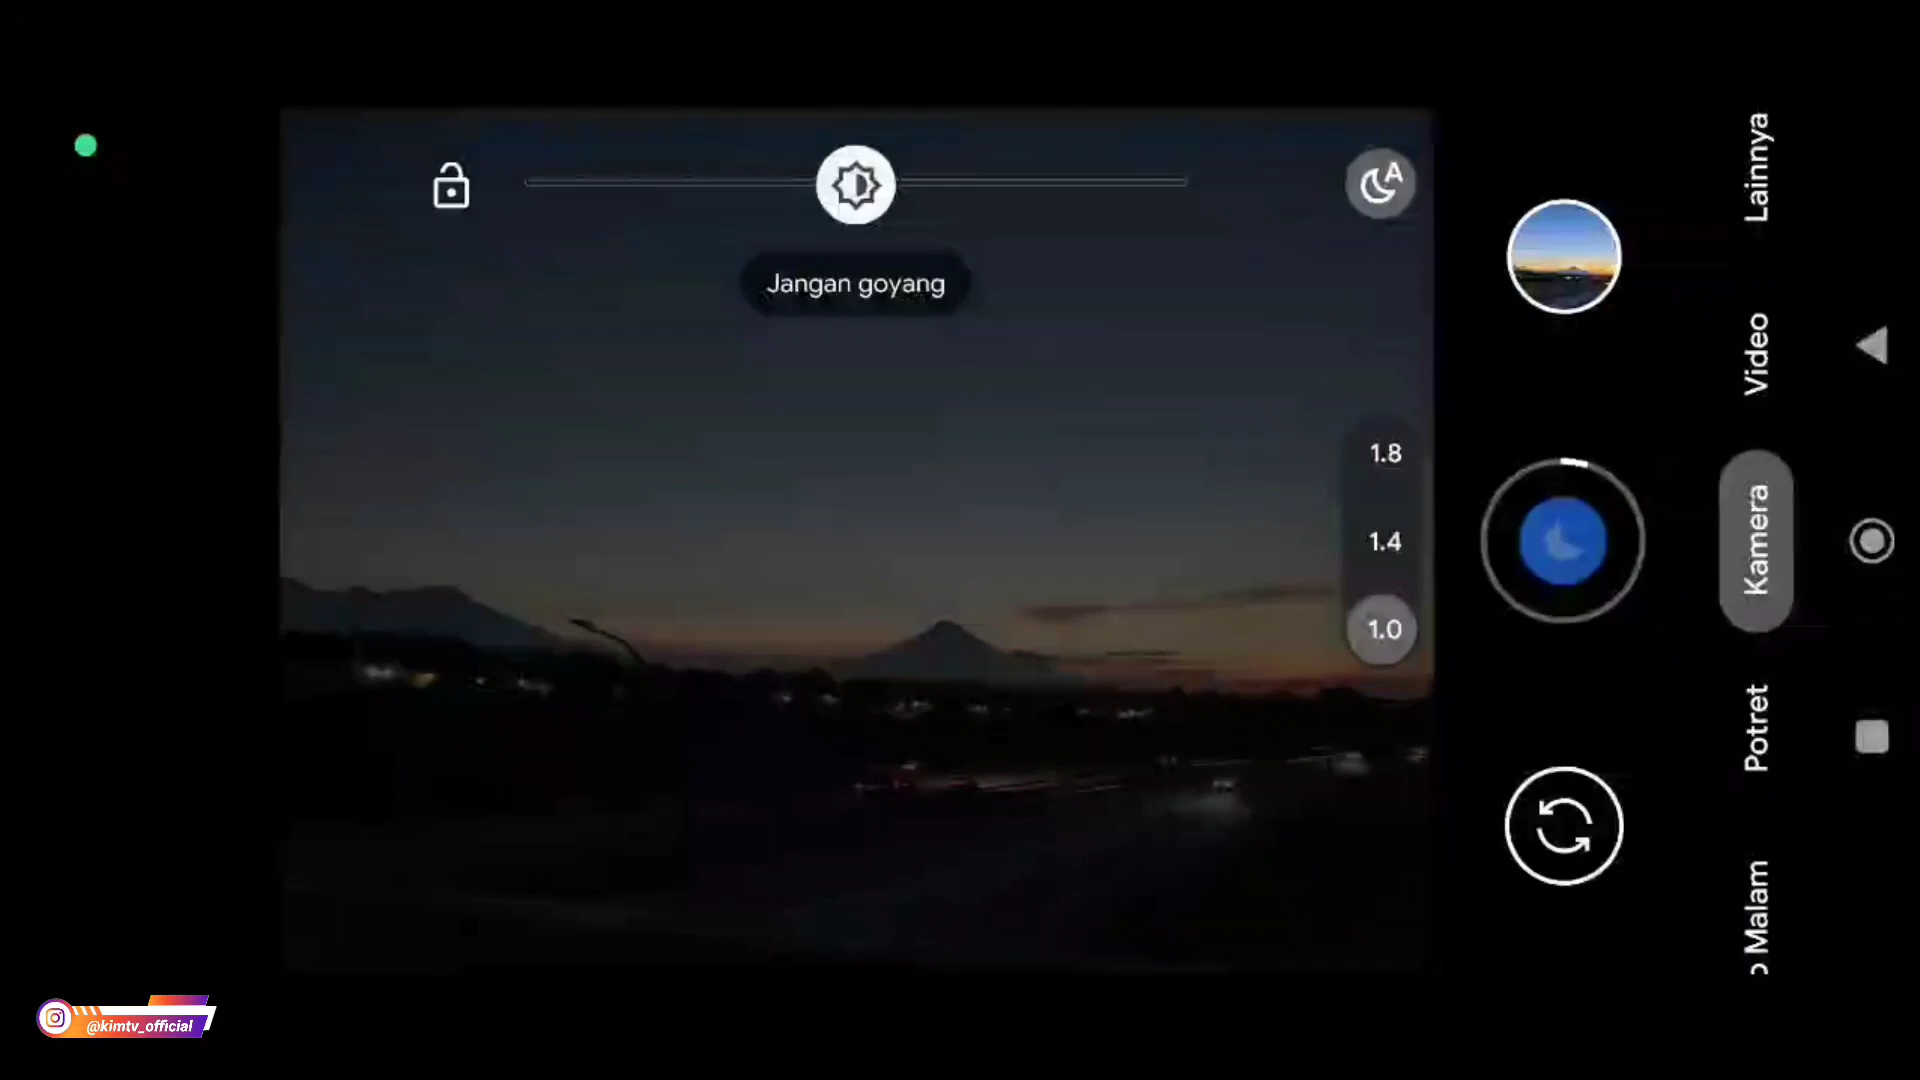 A
Jangan goyang
1.8
1.4
1.0
Lainnya
Video
Kamera
Potret
o Malam
@kimtv_official